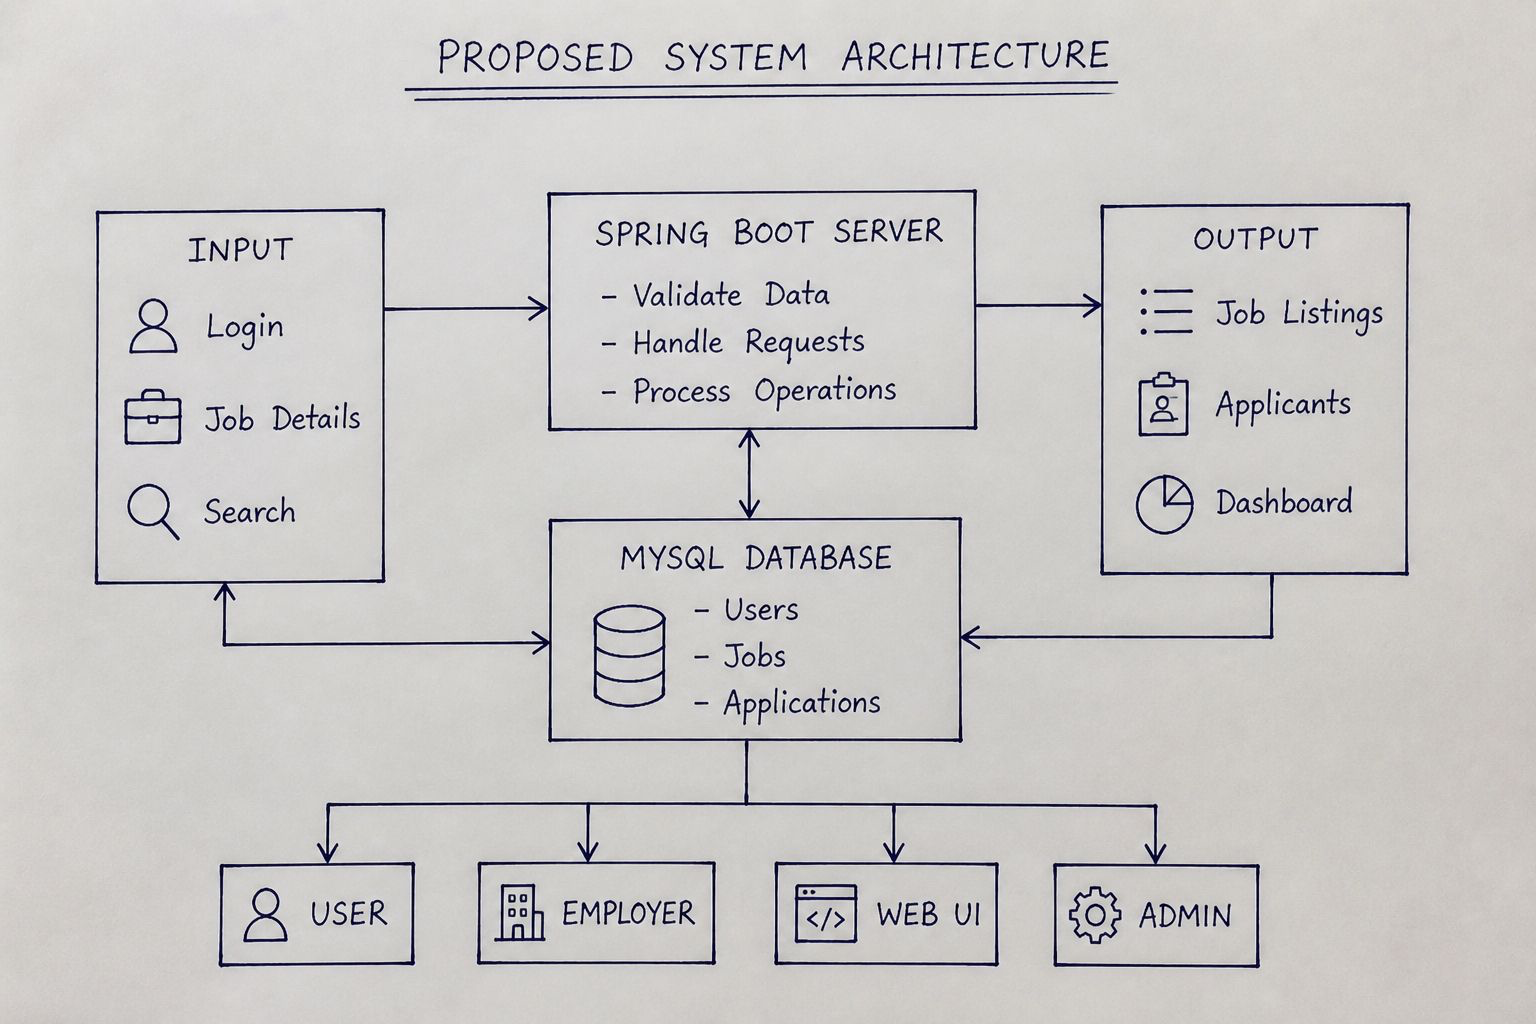 PROPOSED SYSTEM ARCHITECTURE
INPUT
Login
Job Details
Search
SPRING BOOT SERVER
- Validate Data
- Handle Requests
- Process Operations
OUTPUT
Job Listings
Applicants
Dashboard
MYSQL DATABASE
- Users
- Jobs
- Applications
USER
EMPLOYER
</>
WEB UI
ADMIN